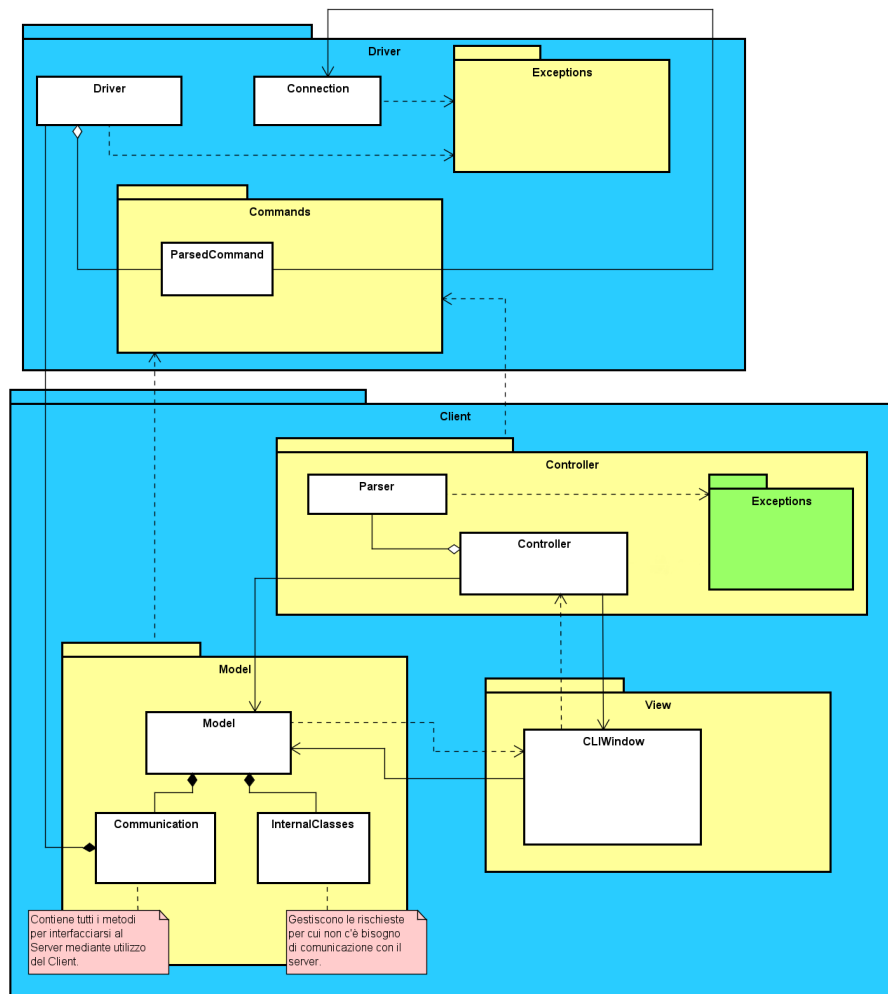 Driver
Driver
Connection
Exceptions
Commands
ParsedCommand
Client
Controller
Parser
Exceptions
Controller
Model
View
Model
CLIWindow
Communication
InternalClasses
Contiene tutti i metodi
per interfacciarsi al
Server mediante utilizzo
del Client.
Gestiscono le rischieste
per cui non c'è bisogno
di comunicazione con il
server.